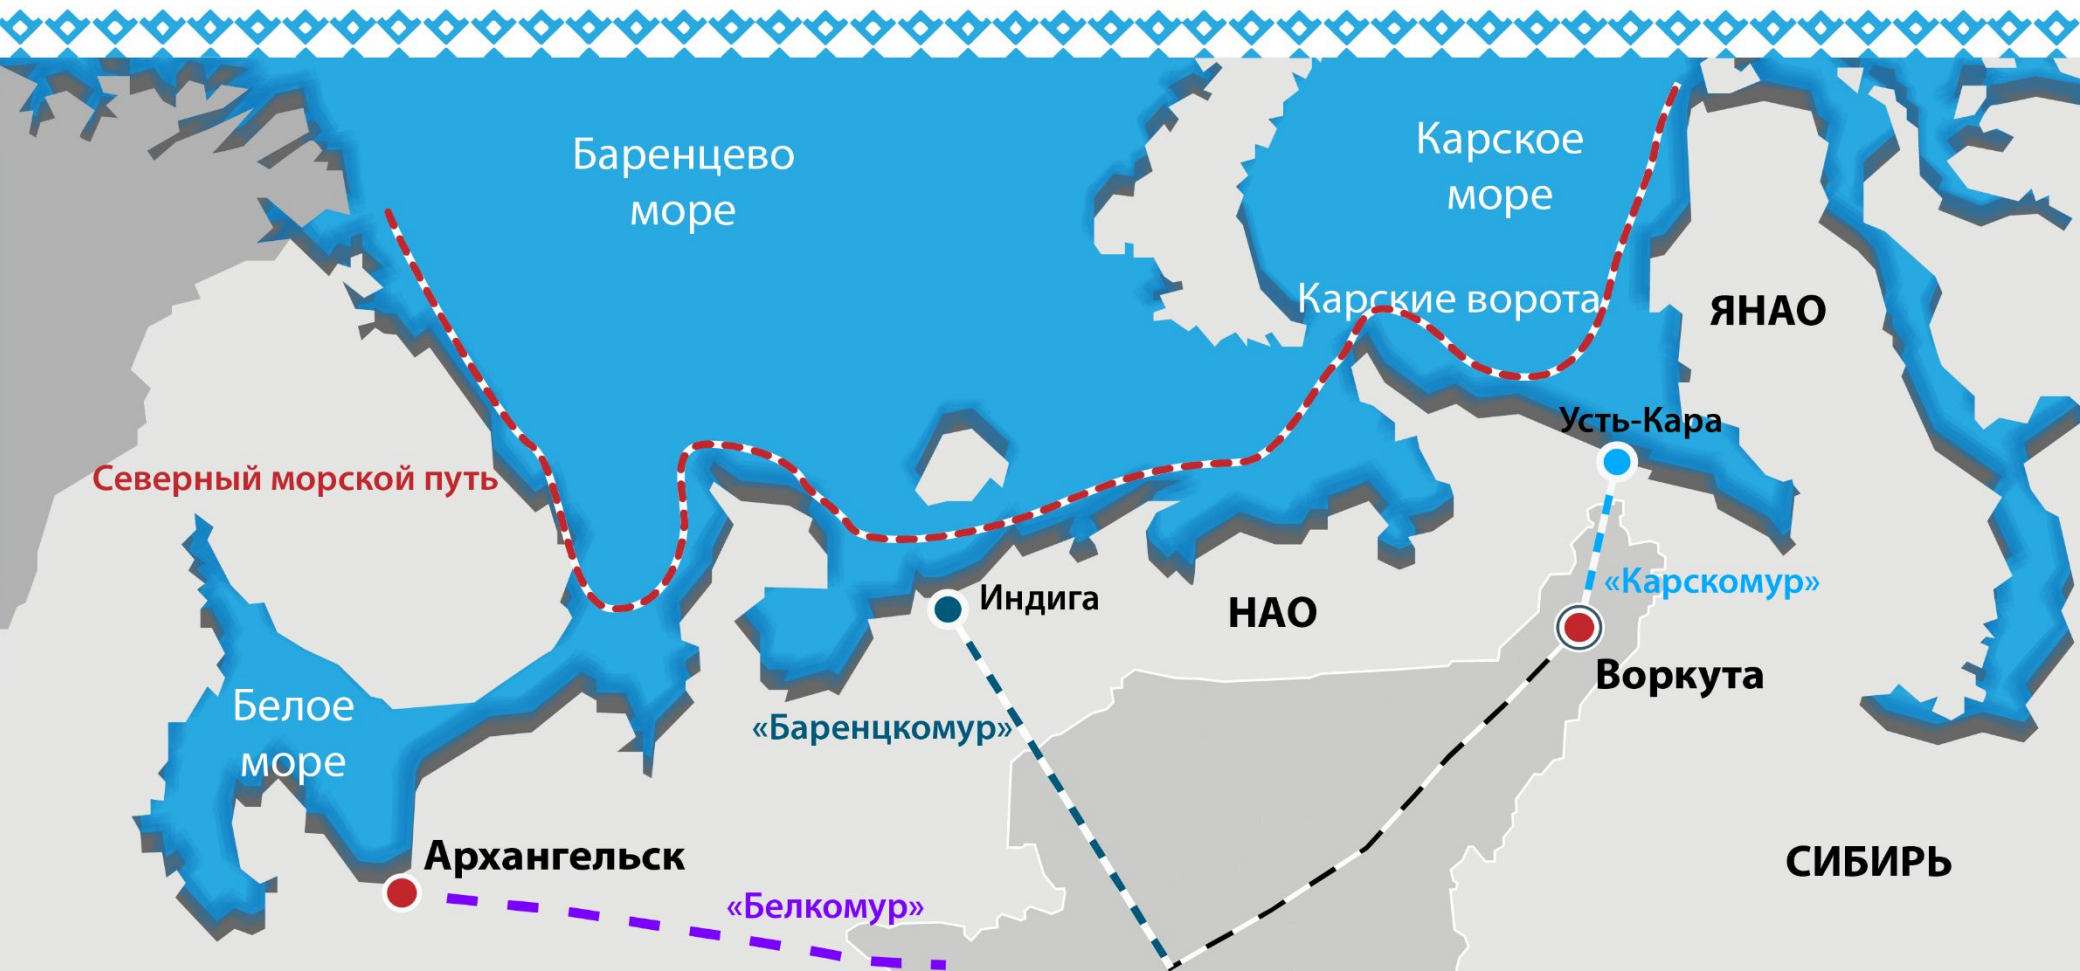 Баренцево
море
Карское
море
Карские ворота
ЯНАО
Усть-Кара
Северный морской путь
«Карскомур»
Индига
НАО
Воркута
Белое
море
«Баренцкомур»
Архангельск
СИБИРЬ
«Белкомур»